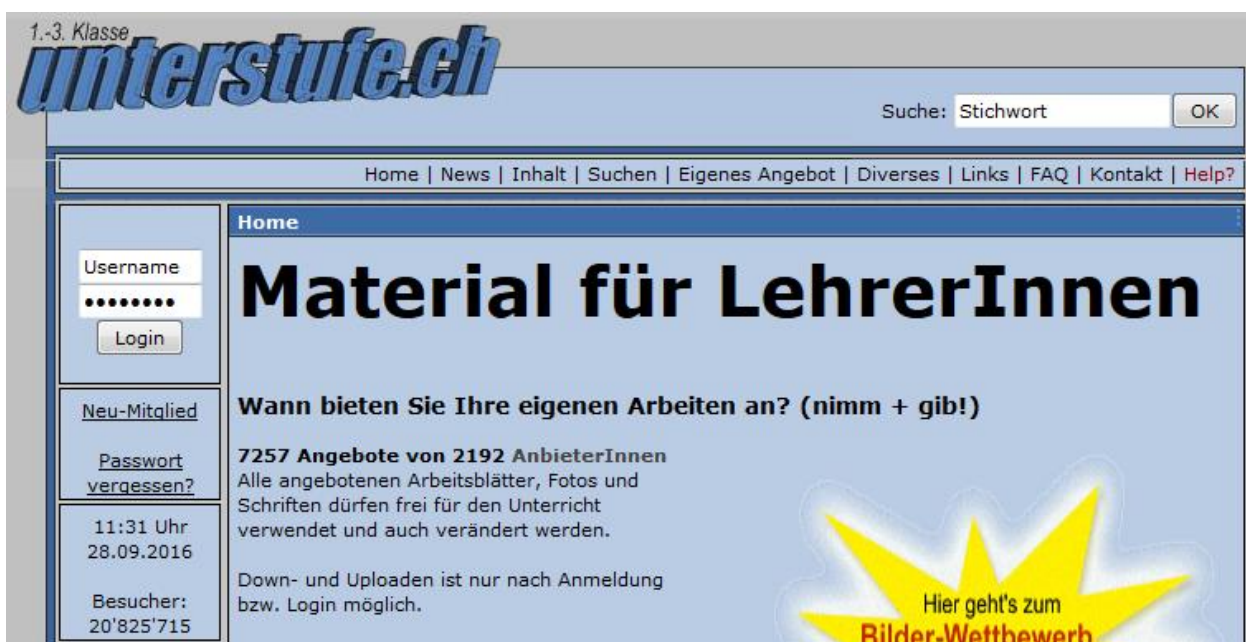 1.-3. Klasse
unterstufe.ch
Suche: Stichwort OK
Home | News | Inhalt | Suchen | Eigenes Angebot | Diverses | Links | FAQ | Kontakt | Help?
Username
••••••••
Login
Neu-Mitglied
Passwort
vergessen?
11:31 Uhr
28.09.2016
Besucher:
20'825'715
Home
Material für LehrerInnen
Wann bieten Sie Ihre eigenen Arbeiten an? (nimm + gib!)
7257 Angebote von 2192 AnbieterInnen
Alle angebotenen Arbeitsblätter, Fotos und
Schriften dürfen frei für den Unterricht
verwendet und auch verändert werden.
Down- und Uploaden ist nur nach Anmeldung
bzw. Login möglich.
Hier geht's zum
Bilder-Wettbewerb